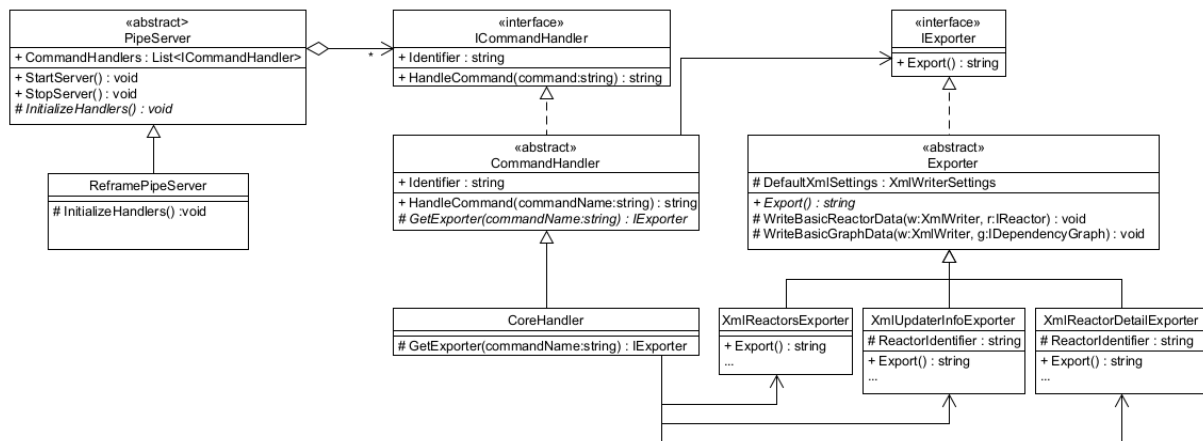 «abstract>
PipeServer
+ CommandHandlers : List<ICommandHandler>
+ StartServer() : void
+ StopServer() : void
# InitializeHandlers() : void
*
«interface»
ICommandHandler
+ Identifier : string
+ HandleCommand(command:string) : string
«interface»
IExporter
+ Export() : string
ReframePipeServer
# InitializeHandlers() :void
«abstract»
CommandHandler
+ Identifier : string
+ HandleCommand(commandName:string) : string
# GetExporter(commandName:string) : IExporter
«abstract»
Exporter
# DefaultXmlSettings : XmlWriterSettings
+ Export() : string
# WriteBasicReactorData(w:XmlWriter, r:IReactor) : void
# WriteBasicGraphData(w:XmlWriter, g:IDependencyGraph) : void
CoreHandler
# GetExporter(commandName:string) : IExporter
XmlReactorsExporter
+ Export() : string
...
XmlUpdaterInfoExporter
# ReactorIdentifier : string
+ Export() : string
...
XmlReactorDetailExporter
# ReactorIdentifier : string
+ Export() : string
...